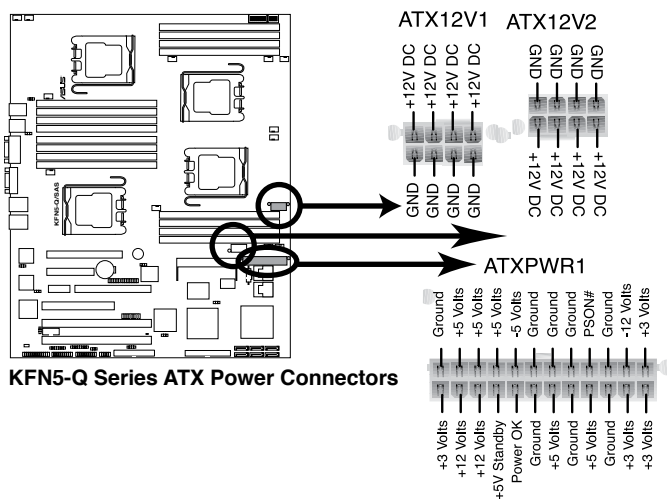 ATX12V1
ATX12V2
+12V DC
+12V DC
+12V DC
+12V DC
GND
GND
GND
GND
GND
GND
GND
GND
+12V DC
+12V DC
+12V DC
+12V DC
/SUS
KFN5-Q/SAS
ATXPWR1
Ground
+5 Volts
+5 Volts
+5 Volts
-5 Volts
Ground
Ground
Ground
PSON#
Ground
-12 Volts
+3 Volts
+3 Volts
+12 Volts
+12 Volts
+5V Standby
Power OK
Ground
+5 Volts
Ground
+5 Volts
Ground
+3 Volts
+3 Volts
KFN5-Q Series ATX Power Connectors